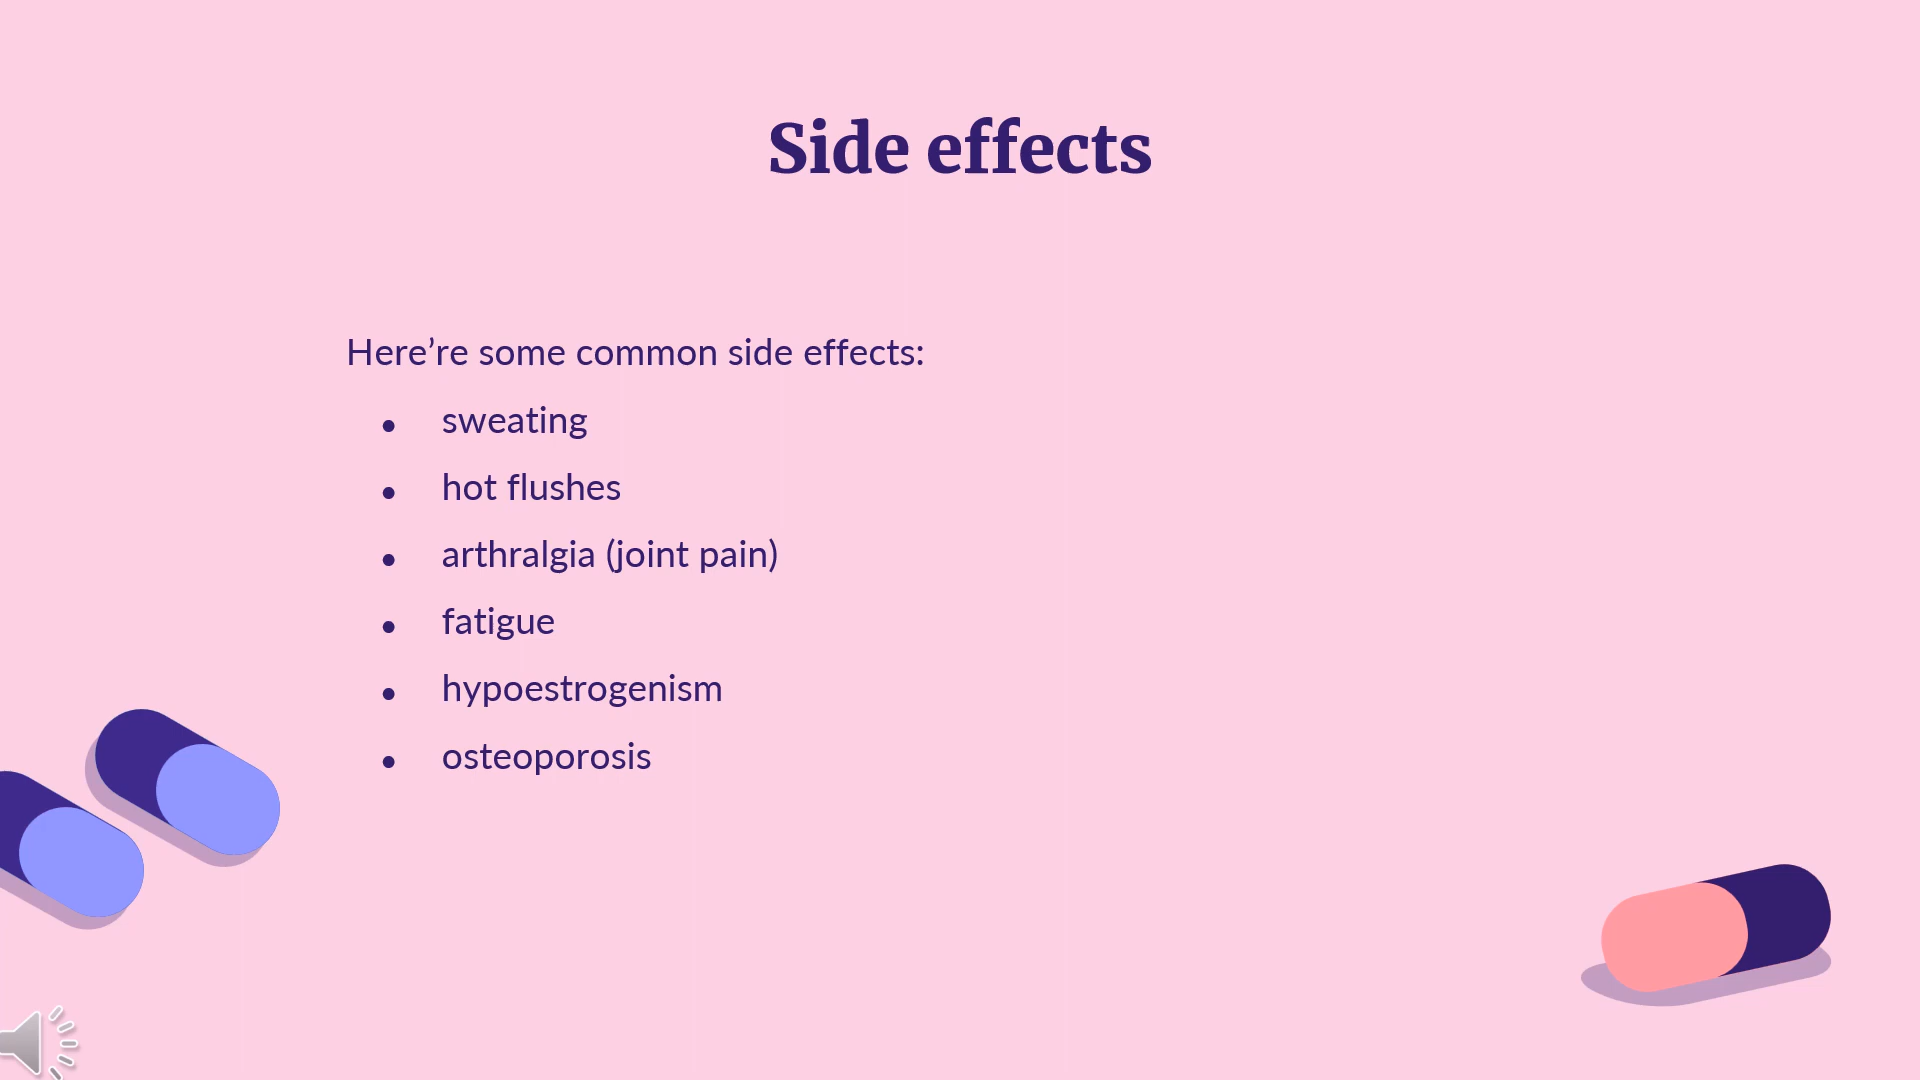 Side effects
Here’re some common side effects:
● sweating
● hot flushes
● arthralgia (joint pain)
● fatigue
● hypoestrogenism
● osteoporosis